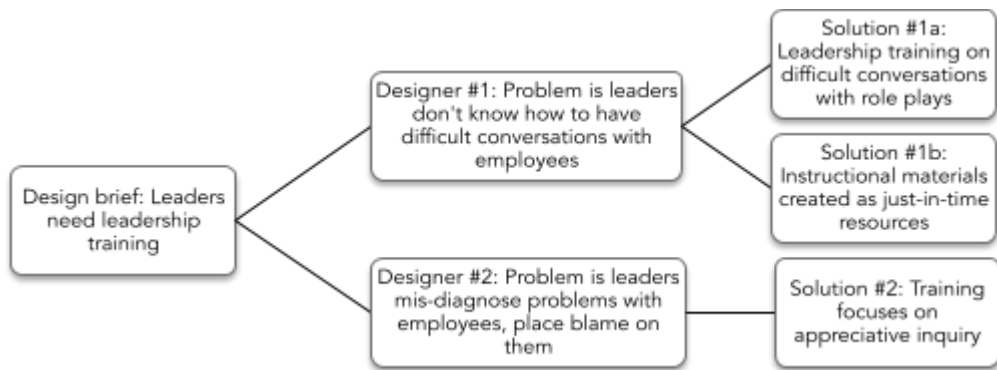 Design brief: Leaders
need leadership
training
Designer #1: Problem is leaders
don't know how to have
difficult conversations with
employees
Solution #1a:
Leadership training on
difficult conversations
with role plays
Solution #1b:
Instructional materials
created as just-in-time
resources
Designer #2: Problem is leaders
mis-diagnose problems with
employees, place blame on
them
Solution #2: Training
focuses on
appreciative inquiry